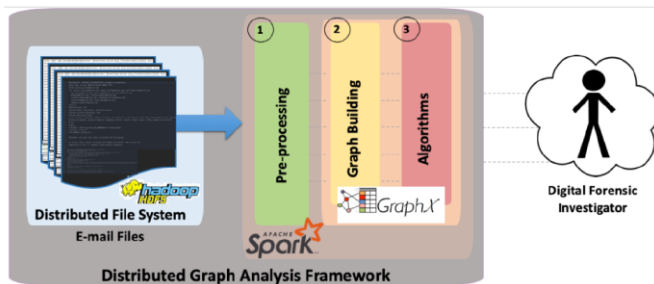 1
2
3
Pre-processing
Graph Building
Algorithms
hadoop
HDFS
Distributed File System
E-mail Files
GraphX
APACHE
Spark
Digital Forensic
Investigator
Distributed Graph Analysis Framework